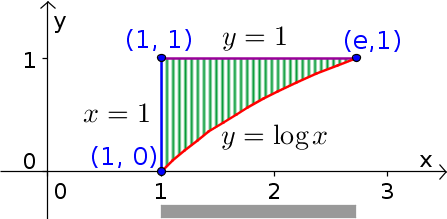 y
(1, 1) y = 1 (e,1)
1
x = 1
y = log x
(1, 0)
0 x
0 1 2 3